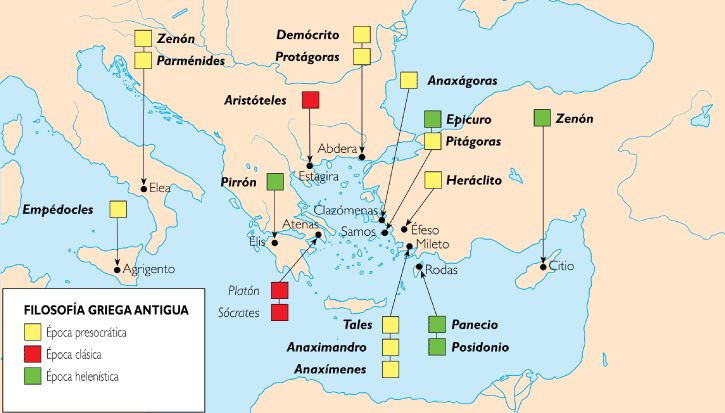 Zenón
Parménides
Demócrito
Protágoras
Anaxágoras
Aristóteles
Epicuro
Pitágoras
Zenón
Abdera
Estagira
Pirrón
Heráclito
Elea
Empédocles
Clazómenas
Atenas
Samos
Éfeso
Élis
Mileto
Agrigento
Rodas
Citio
Platón
Sócrates
FILOSOFÍA GRIEGA ANTIGUA
Época presocrática
Época clásica
Época helenística
Tales
Anaximandro
Anaxímenes
Panecio
Posidonio